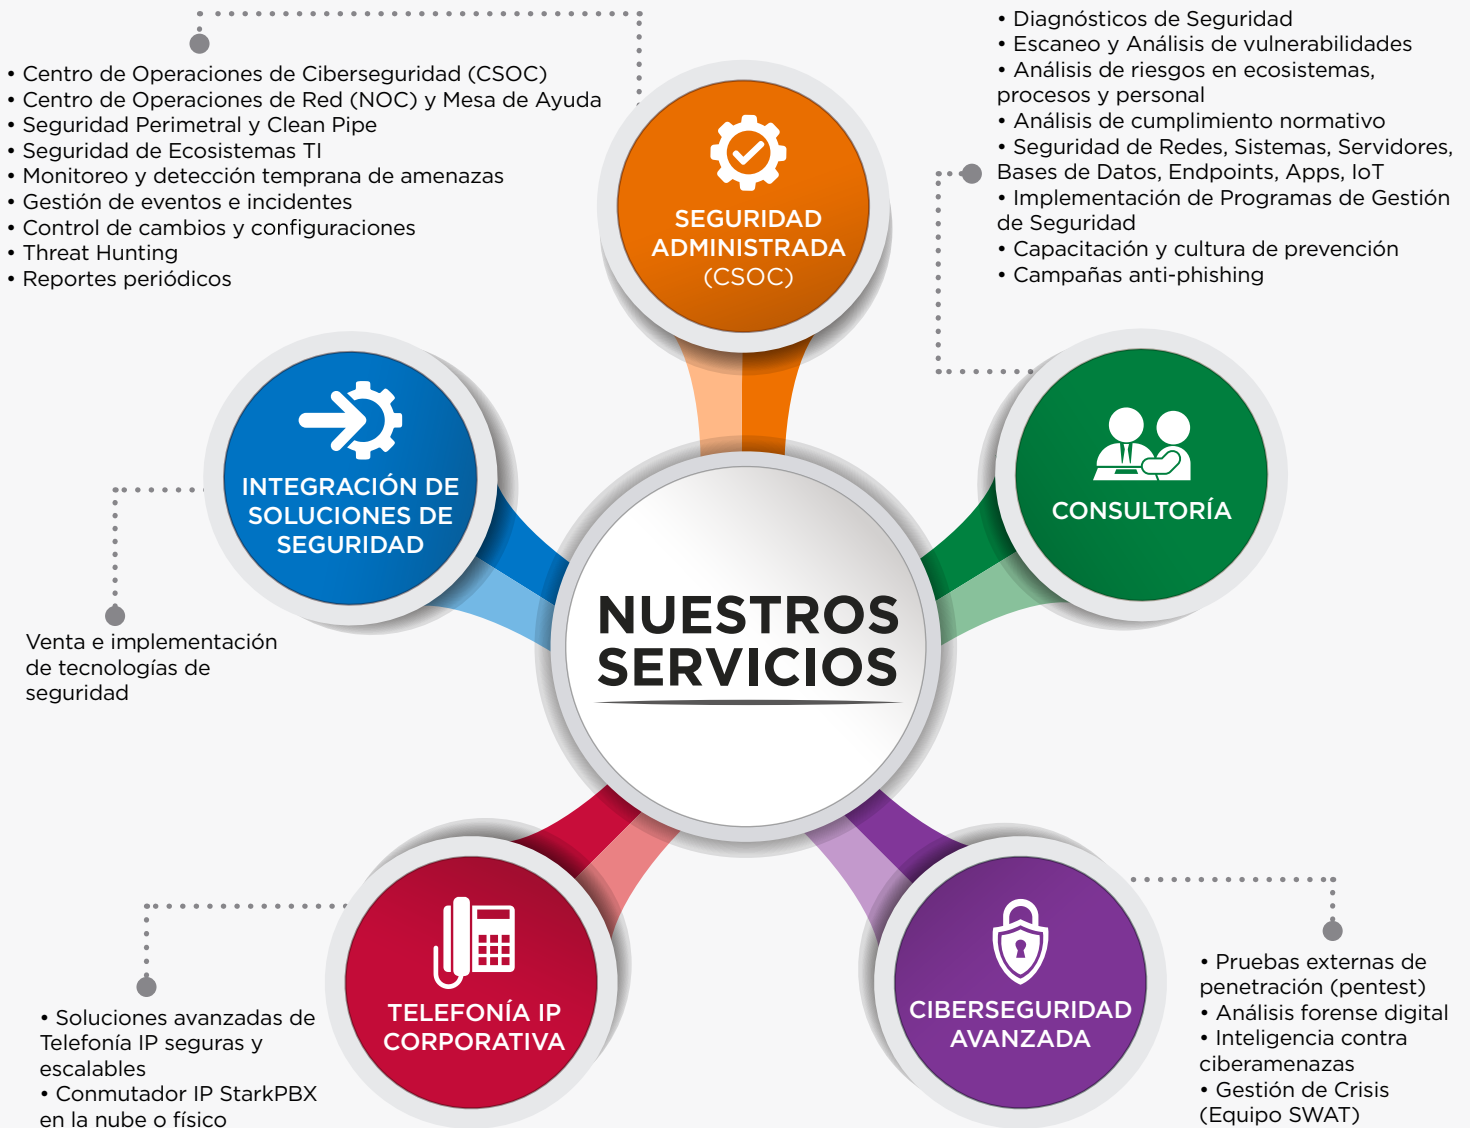 • Centro de Operaciones de Ciberseguridad (CSOC)
• Centro de Operaciones de Red (NOC) y Mesa de Ayuda
• Seguridad Perimetral y Clean Pipe
• Seguridad de Ecosistemas TI
• Monitoreo y detección temprana de amenazas
• Gestión de eventos e incidentes
• Control de cambios y configuraciones
• Threat Hunting
• Reportes periódicos
SEGURIDAD
ADMINISTRADA
(CSOC)
• Diagnósticos de Seguridad
• Escaneo y Análisis de vulnerabilidades
• Análisis de riesgos en ecosistemas,
procesos y personal
• Análisis de cumplimiento normativo
• Seguridad de Redes, Sistemas, Servidores,
Bases de Datos, Endpoints, Apps, IoT
• Implementación de Programas de Gestión
de Seguridad
• Capacitación y cultura de prevención
• Campañas anti-phishing
INTEGRACIÓN DE
SOLUCIONES DE
SEGURIDAD
CONSULTORÍA
Venta e implementación
de tecnologías de
seguridad
NUESTROS
SERVICIOS
TELEFONÍA IP
CORPORATIVA
• Soluciones avanzadas de
Telefonía IP seguras y
escalables
• Conmutador IP StarkPBX
en la nube o físico
CIBERSEGURIDAD
AVANZADA
• Pruebas externas de
penetración (pentest)
• Análisis forense digital
• Inteligencia contra
ciberamenazas
• Gestión de Crisis
(Equipo SWAT)